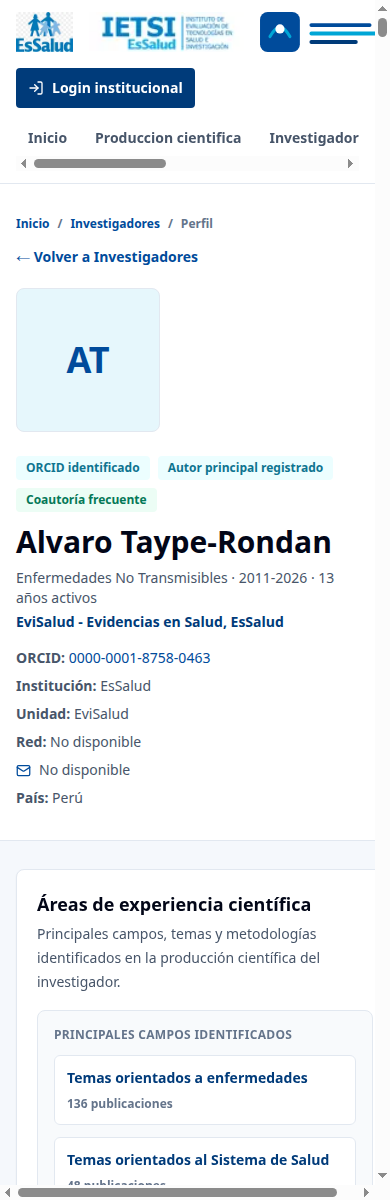 EsSalud
IETSI
EsSalud
INSTITUTO DE
EVALUACIÓN DE
TECNOLOGÍAS EN
SALUD E
INVESTIGACIÓN
Login institucional
Inicio
Produccion cientifica
Investigador
Inicio / Investigadores / Perfil
← Volver a Investigadores
AT
ORCID identificado
Autor principal registrado
Coautoría frecuente
Alvaro Taype-Rondan
Enfermedades No Transmisibles · 2011-2026 · 13
años activos
EviSalud - Evidencias en Salud, EsSalud
ORCID: 0000-0001-8758-0463
Institución: EsSalud
Unidad: EviSalud
Red: No disponible
No disponible
País: Perú
Áreas de experiencia científica
Principales campos, temas y metodologías
identificados en la producción científica del
investigador.
PRINCIPALES CAMPOS IDENTIFICADOS
Temas orientados a enfermedades
136 publicaciones
Temas orientados al Sistema de Salud
48 publicaciones